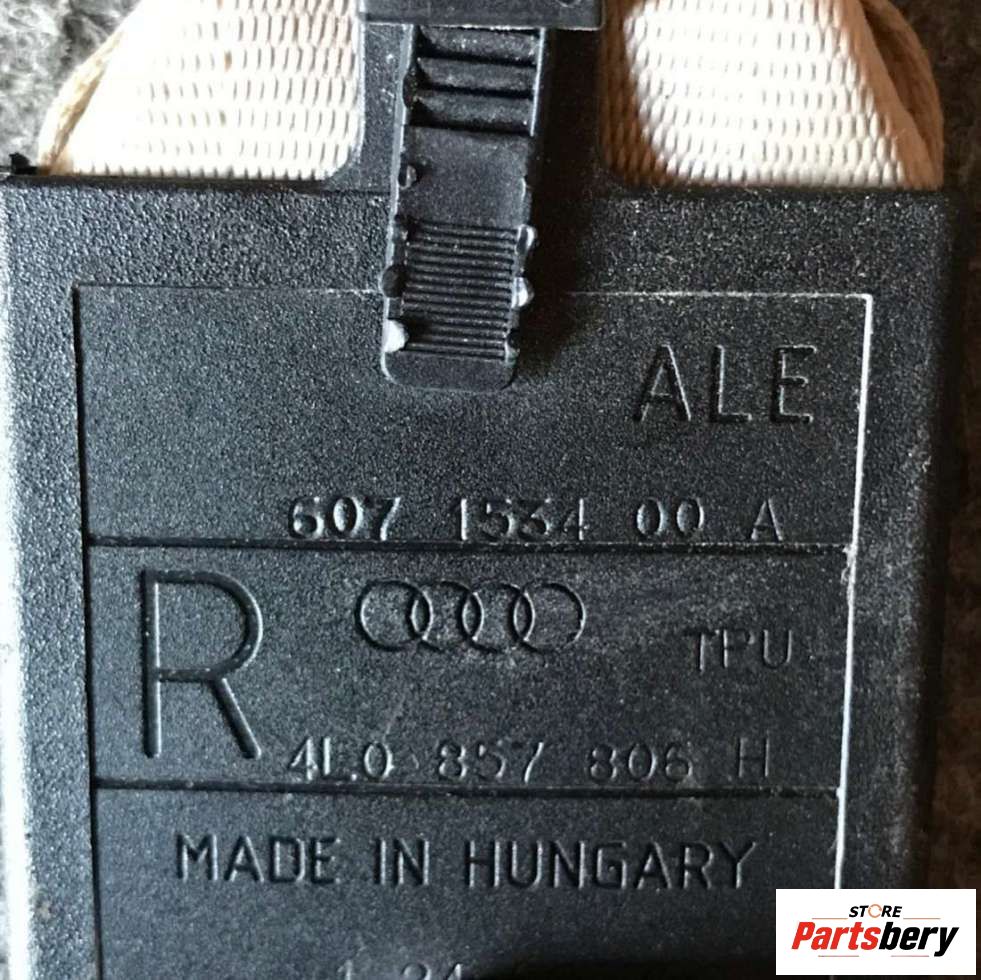 ALE
607 1534 00 A
R
TPU
4L0 857 806 H
MADE IN HUNGARY
STORE
Partsbery